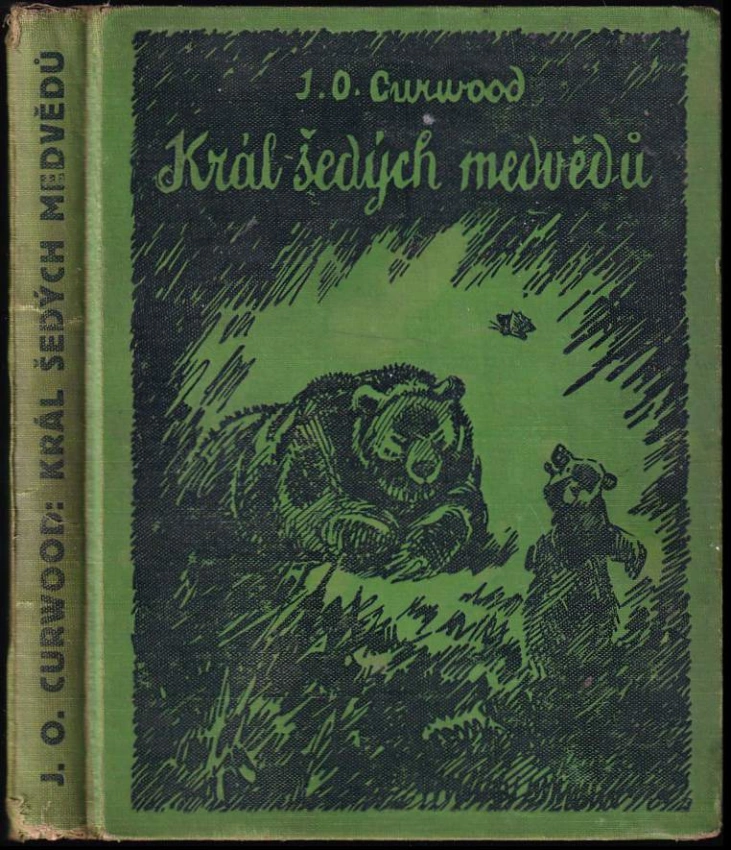 J. O. CURWOOD: KRÁL ŠEDÝCH MEDVĚDŮ
J. O. Curwood
Král šedých medvědů